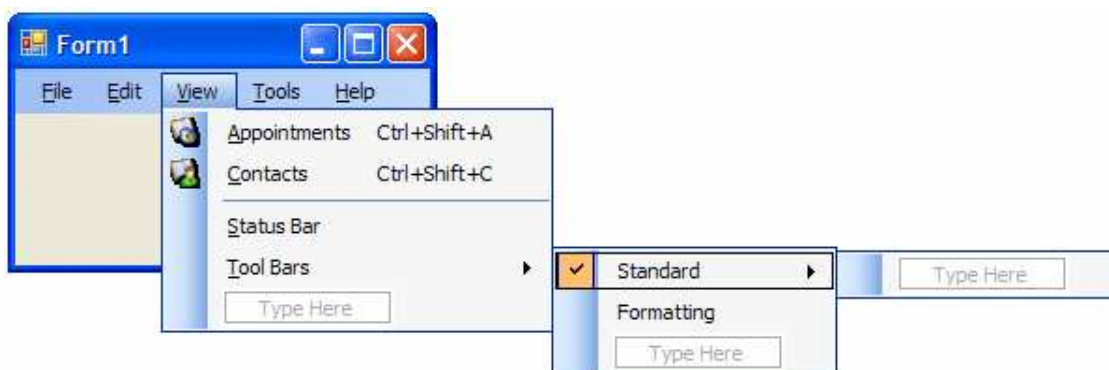 Form1
File Edit View Tools Help
Appointments Ctrl+Shift+A
Contacts Ctrl+Shift+C
Status Bar
Tool Bars
Standard
Type Here
Type Here
Formatting
Type Here